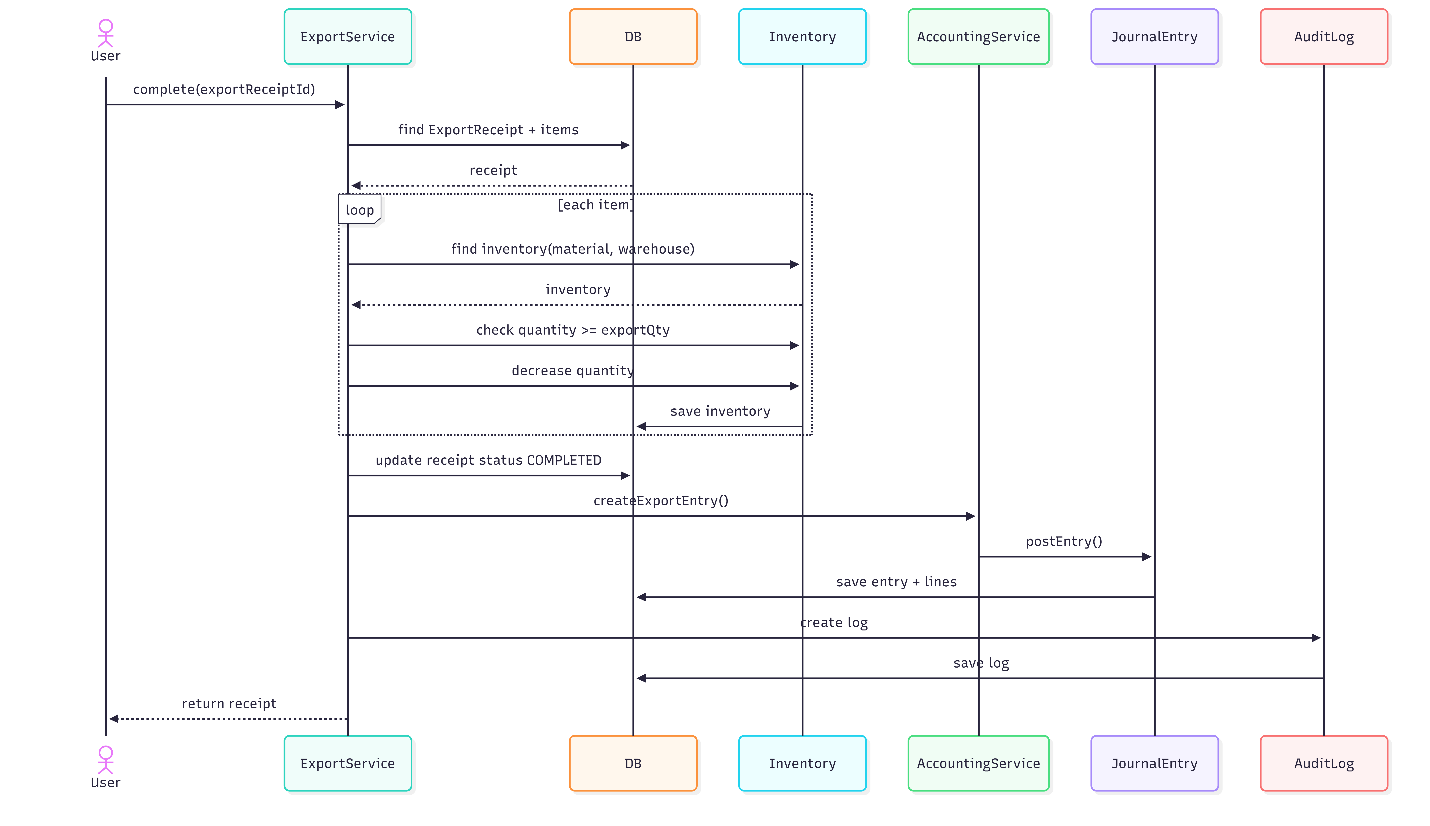 User
ExportService
DB
Inventory
AccountingService
JournalEntry
AuditLog
complete(exportReceiptId)
find ExportReceipt + items
receipt
loop
[each item]
find inventory(material, warehouse)
inventory
check quantity >= exportQty
decrease quantity
save inventory
update receipt status COMPLETED
createExportEntry()
postEntry()
save entry + lines
create log
save log
return receipt
User
ExportService
DB
Inventory
AccountingService
JournalEntry
AuditLog